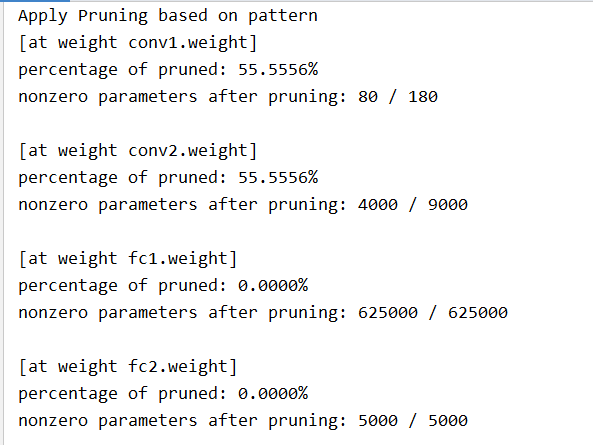 Apply Pruning based on pattern
[at weight conv1.weight]
percentage of pruned: 55.5556%
nonzero parameters after pruning: 80 / 180
[at weight conv2.weight]
percentage of pruned: 55.5556%
nonzero parameters after pruning: 4000 / 9000
[at weight fc1.weight]
percentage of pruned: 0.0000%
nonzero parameters after pruning: 625000 / 625000
[at weight fc2.weight]
percentage of pruned: 0.0000%
nonzero parameters after pruning: 5000 / 5000